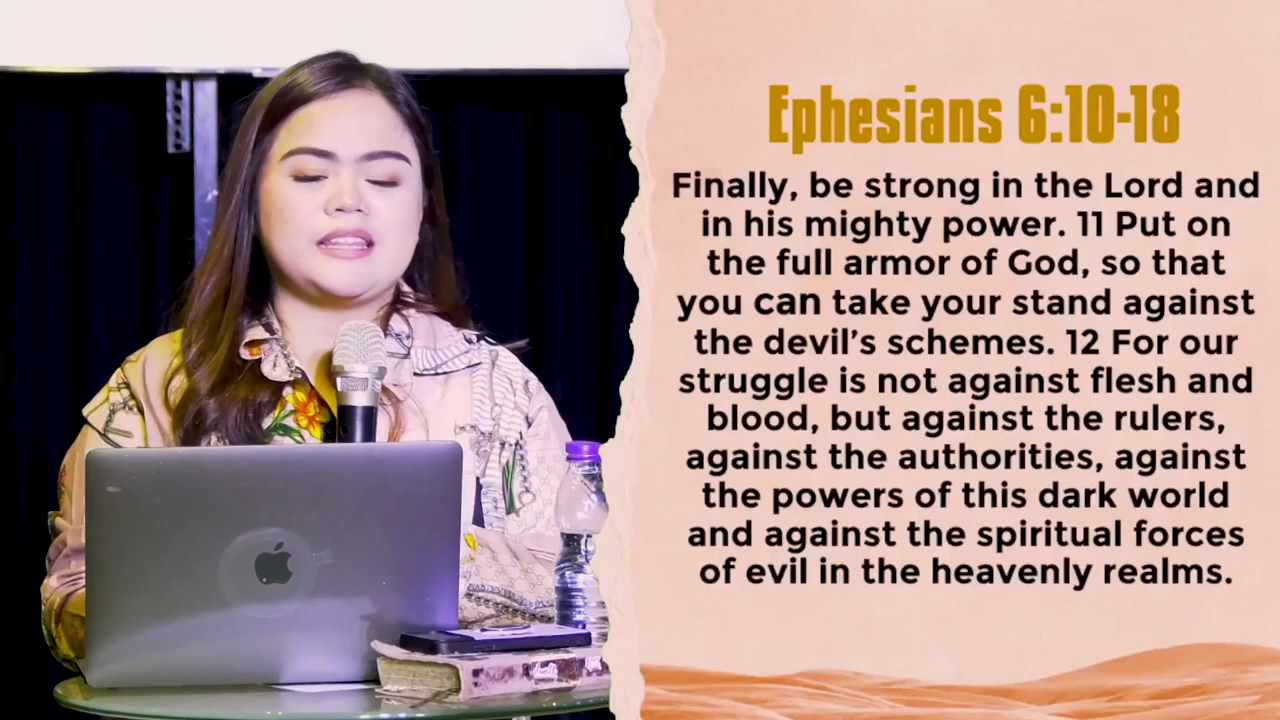 Ephesians 6:10-18
Finally, be strong in the Lord and
in his mighty power. 11 Put on
the full armor of God, so that
you can take your stand against
the devil’s schemes. 12 For our
struggle is not against flesh and
blood, but against the rulers,
against the authorities, against
the powers of this dark world
and against the spiritual forces
of evil in the heavenly realms.